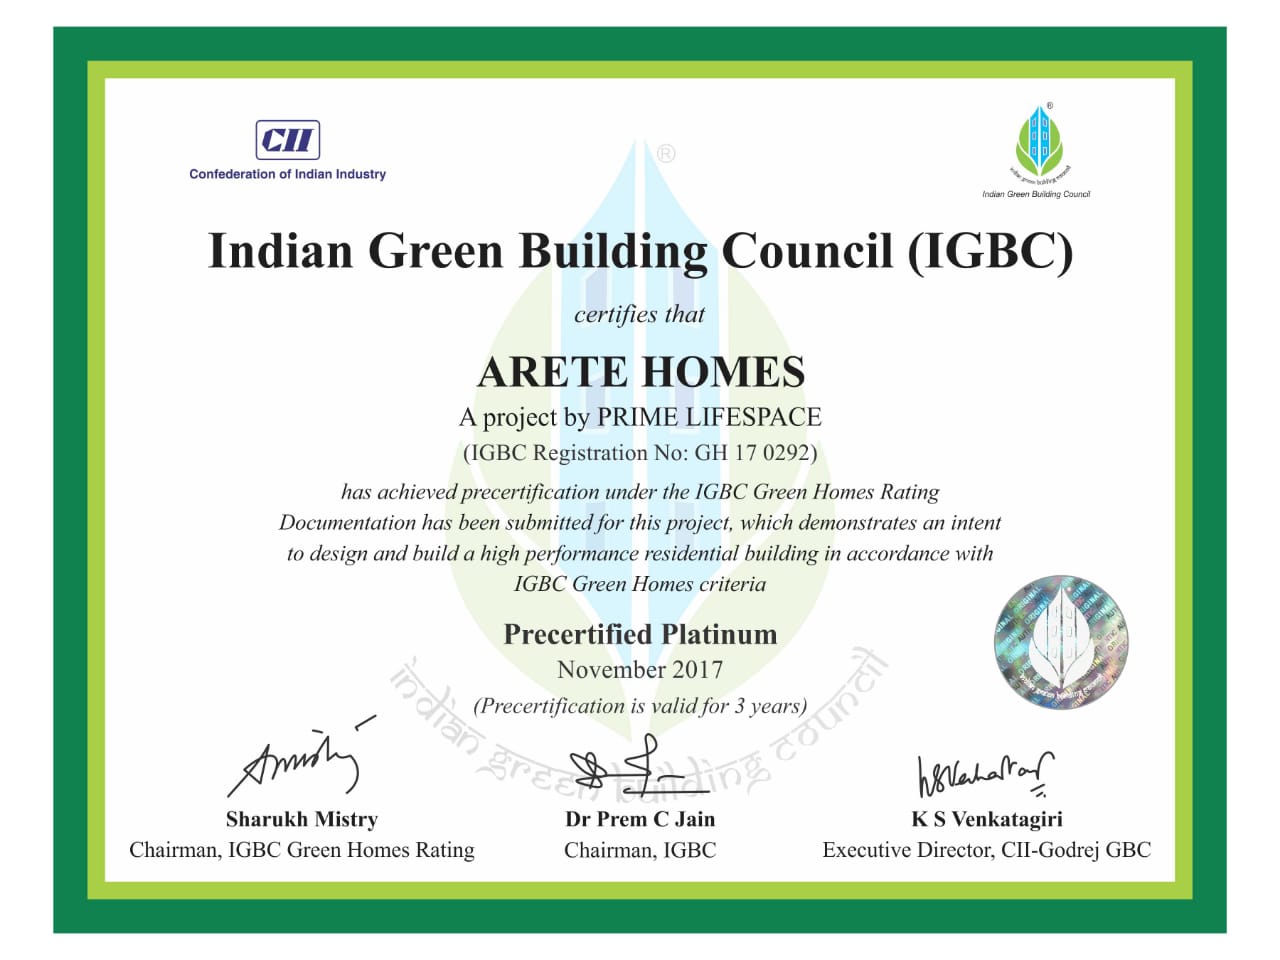 CII
Confederation of Indian Industry
®
indian green building council
Indian Green Building Council
®
Indian Green Building Council (IGBC)
certifies that
ARETE HOMES
A project by PRIME LIFESPACE
(IGBC Registration No: GH 17 0292)
has achieved precertification under the IGBC Green Homes Rating
Documentation has been submitted for this project, which demonstrates an intent
to design and build a high performance residential building in accordance with
IGBC Green Homes criteria
Precertified Platinum
November 2017
(Precertification is valid for 3 years)
indian green building council
ORIGINAL
indian green building council
Sharukh Mistry
Chairman, IGBC Green Homes Rating
Dr Prem C Jain
Chairman, IGBC
K S Venkatagiri
Executive Director, CII-Godrej GBC